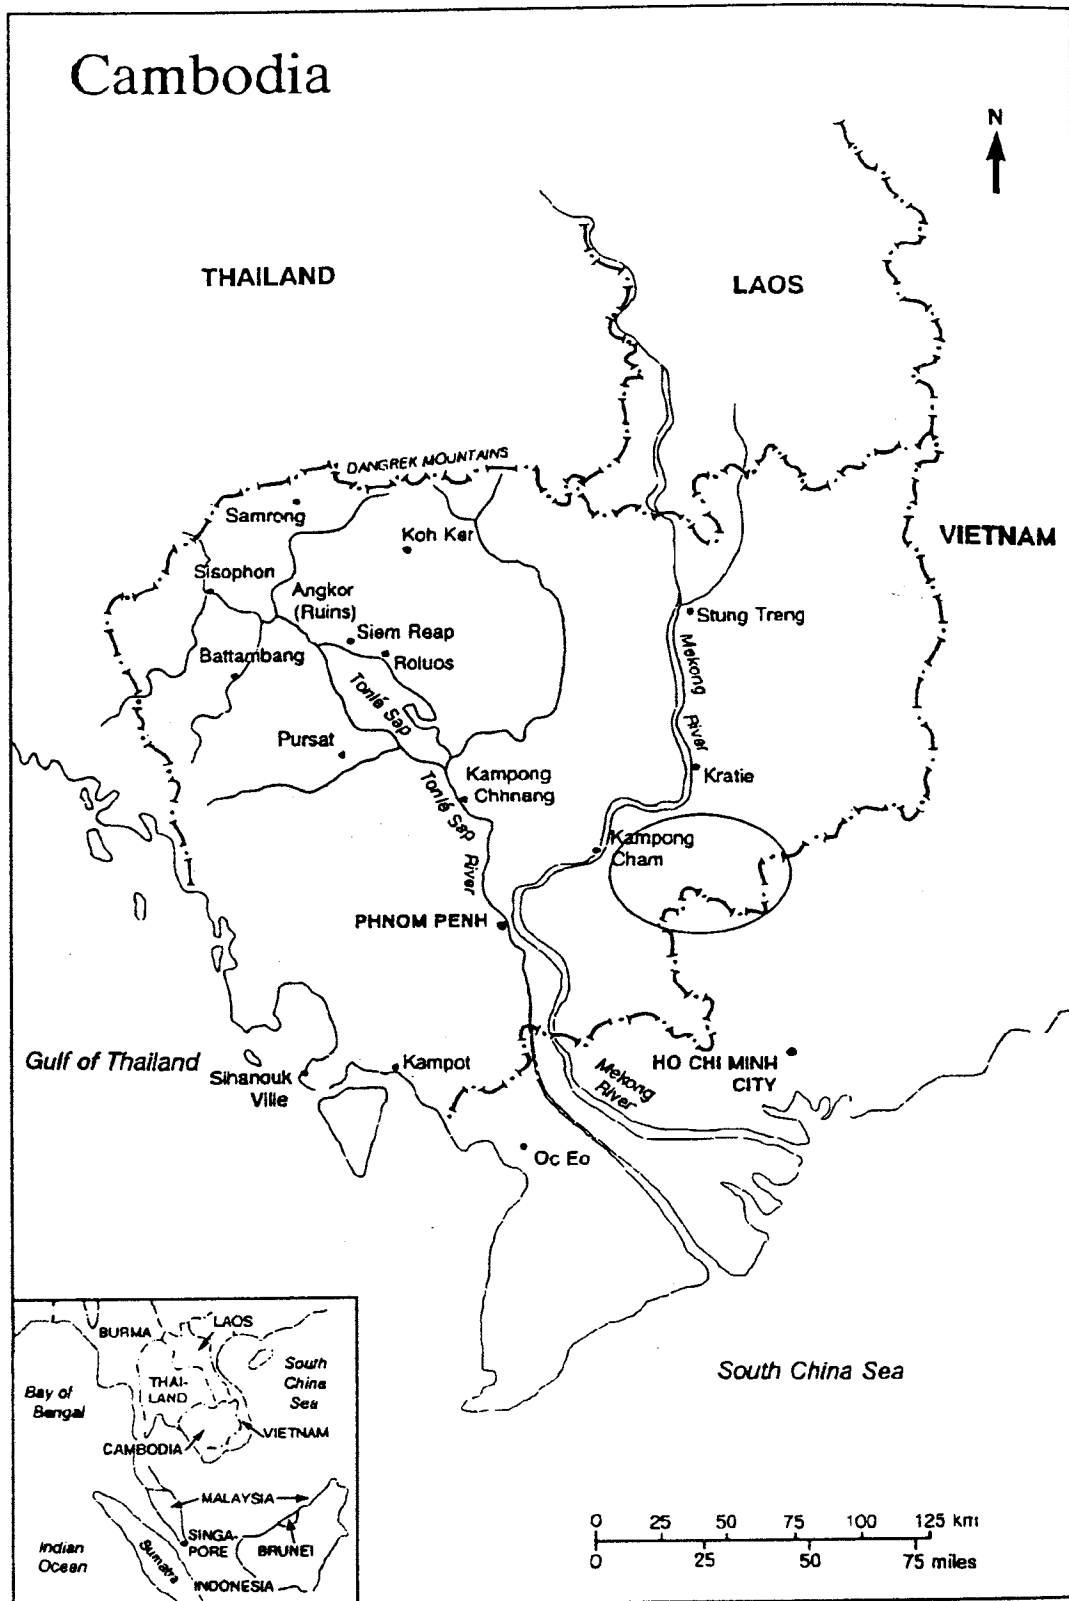 Cambodia
N
THAILAND
LAOS
DANGREK MOUNTAINS
Samrong
Koh Ker
VIETNAM
Sisophon
Angkor
(Ruins)
Siem Reap
Roluos
Stung Treng
Battambang
Tonlé Sap
Mekong
River
Pursat
Kampong
Chhnang
Kratie
Tonlé Sap
River
Kampong
Cham
PHNOM PENH
Gulf of Thailand
Sihanouk
Ville
Kampot
HO CHI MINH
CITY
Mekong
River
Oc Eo
South China Sea
BURMA
LAOS
THAI-
LAND
South
China
Sea
Bay of
Bengal
VIETNAM
CAMBODIA
MALAYSIA
SINGA-
PORE
BRUNEI
Indian
Ocean
Sumatra
INDONESIA
0 25 50 75 100 125 km
0 25 50 75 miles